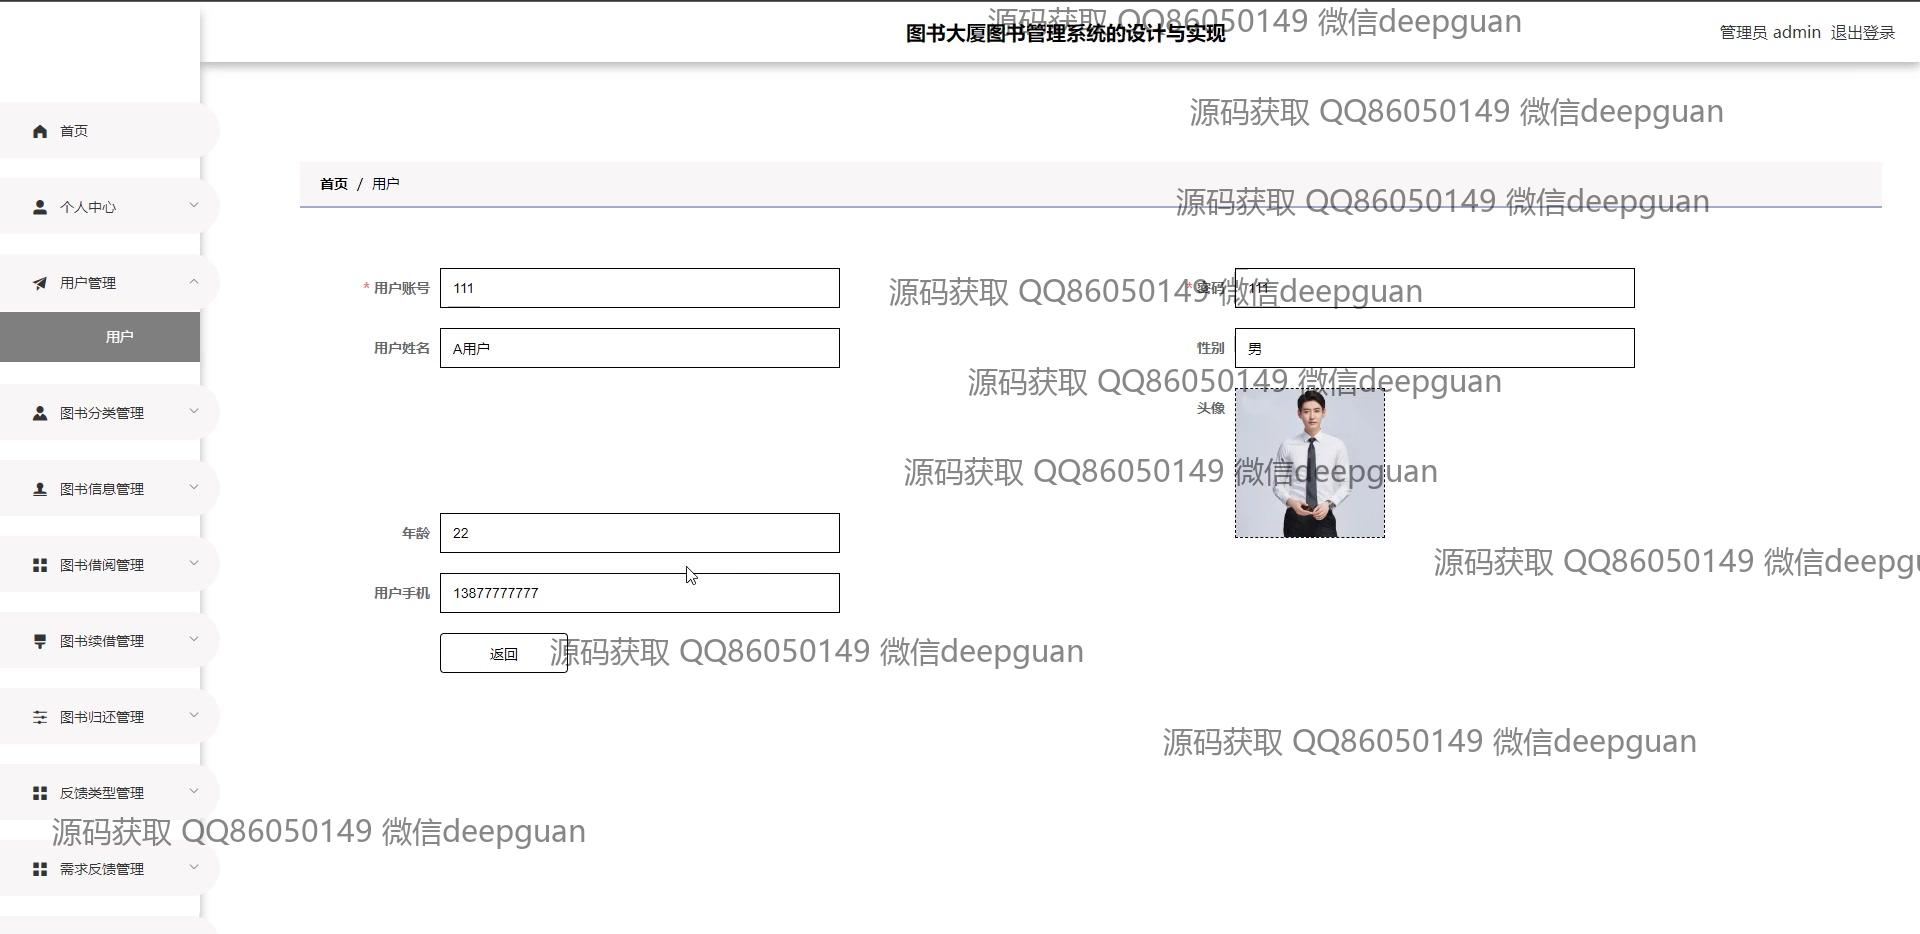 源码获取 QQ86050149 微信deepguan
图书大厦图书管理系统的设计与实现
管理员 admin 退出登录
源码获取 QQ86050149 微信deepguan
首页
首页 / 用户
源码获取 QQ86050149 微信deepguan
个人中心
用户管理
* 用户账号 111
源码获取 QQ86050149 微信deepguan
* 密码 111
用户
用户姓名 A用户
性别 男
源码获取 QQ86050149 微信deepguan
头像
图书分类管理
源码获取 QQ86050149 微信deepguan
图书信息管理
年龄 22
图书借阅管理
源码获取 QQ86050149 微信deepgu
用户手机 13877777777
图书续借管理
返回
源码获取 QQ86050149 微信deepguan
图书归还管理
源码获取 QQ86050149 微信deepguan
反馈类型管理
源码获取 QQ86050149 微信deepguan
需求反馈管理